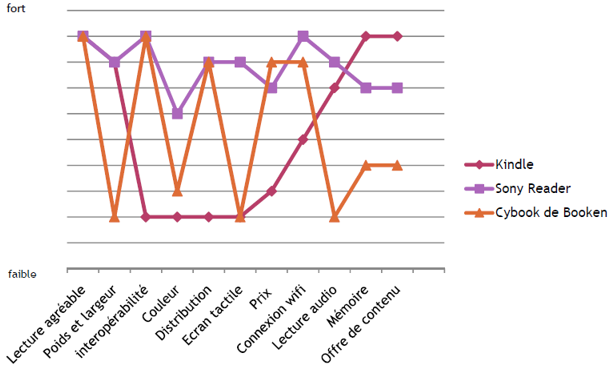 fort
Kindle
Sony Reader
Cybook de Booken
faible
Lecture agréable
Poids et largeur
interopérabilité
Couleur
Distribution
Ecran tactile
Prix
Connexion wifi
Lecture audio
Mémoire
Offre de contenu